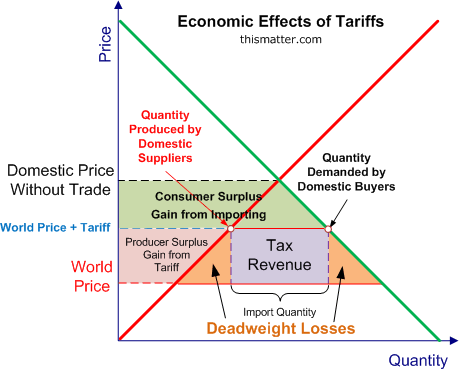 Economic Effects of Tariffs
thismatter.com
Price
Quantity
Produced by
Domestic
Suppliers
Quantity
Demanded by
Domestic Buyers
Domestic Price
Without Trade
Consumer Surplus
Gain from Importing
World Price + Tariff
Producer Surplus
Gain from
Tariff
Tax
Revenue
World
Price
Import Quantity
Deadweight Losses
Quantity